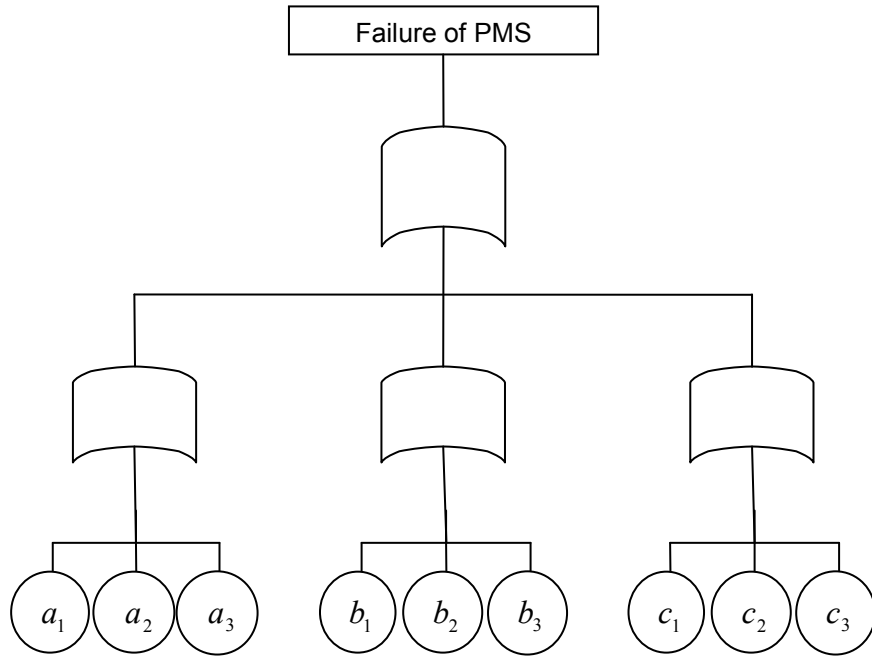 Failure of PMS
a₁ a₂ a₃ b₁ b₂ b₃ c₁ c₂ c₃